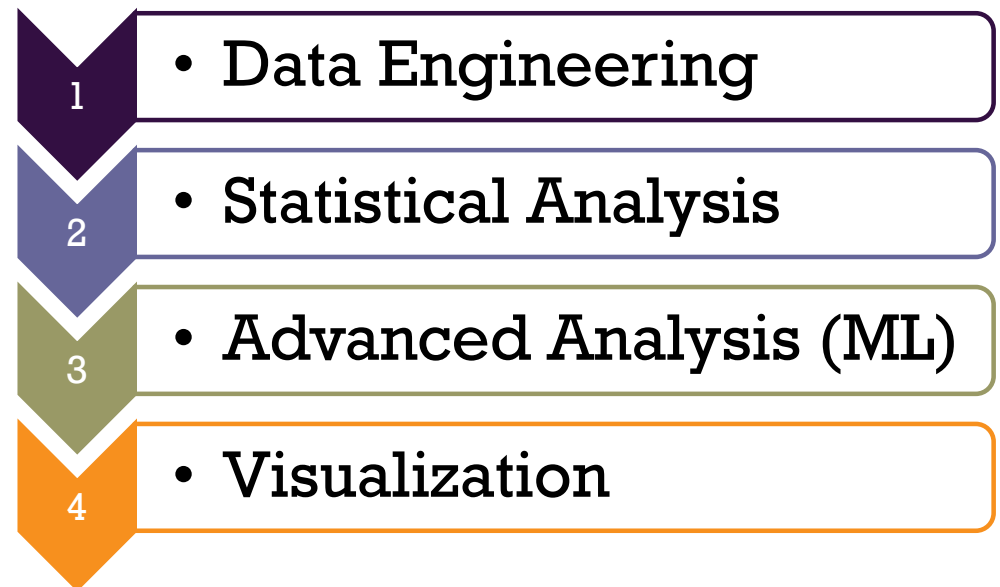 1
• Data Engineering
2
• Statistical Analysis
3
• Advanced Analysis (ML)
4
• Visualization